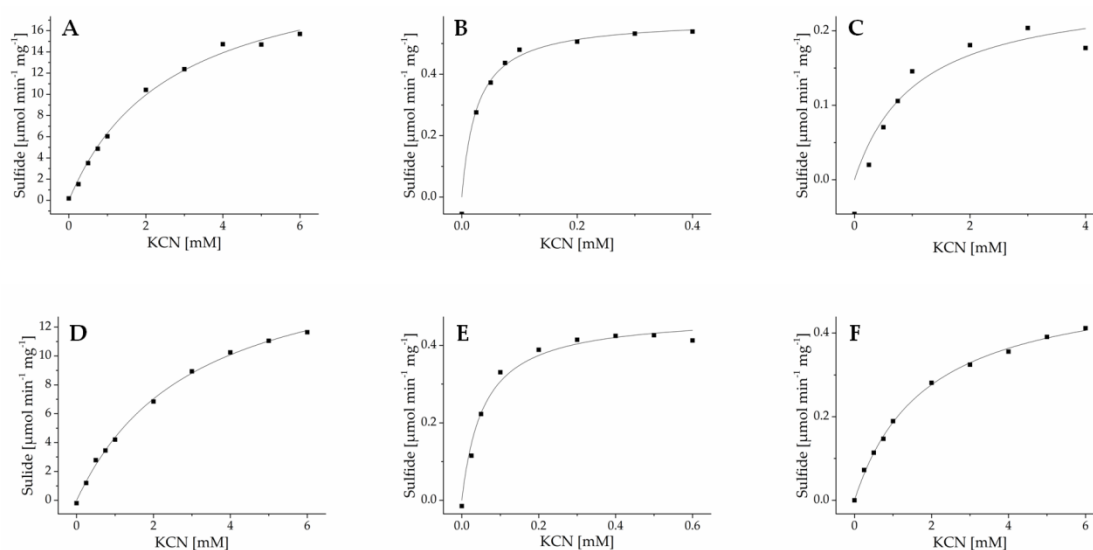 A
Sulfide [µmol min⁻¹ mg⁻¹]
16
14
12
10
8
6
4
2
0
0 2 4 6
KCN [mM]
B
Sulfide [µmol min⁻¹ mg⁻¹]
0.4
0.2
0.0
0.0 0.2 0.4
KCN [mM]
C
Sulfide [µmol min⁻¹ mg⁻¹]
0.2
0.1
0.0
0 2 4
KCN [mM]
D
Sulide [µmol min⁻¹ mg⁻¹]
12
10
8
6
4
2
0
0 2 4 6
KCN [mM]
E
Sulfide [µmol min⁻¹ mg⁻¹]
0.4
0.2
0.0
0.0 0.2 0.4 0.6
KCN [mM]
F
Sulfide [µmol min⁻¹ mg⁻¹]
0.4
0.2
0.0
0 2 4 6
KCN [mM]